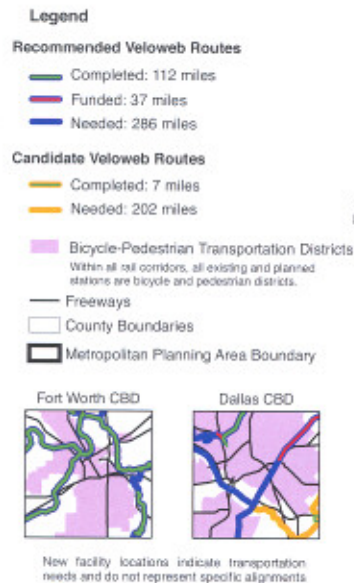 Legend
Recommended Veloweb Routes
Completed: 112 miles
Funded: 37 miles
Needed: 286 miles
Candidate Veloweb Routes
Completed: 7 miles
Needed: 202 miles
Bicycle-Pedestrian Transportation Districts
Within all rail corridors, all existing and planned
stations are bicycle and pedestrian districts.
Freeways
County Boundaries
Metropolitan Planning Area Boundary
Fort Worth CBD
Dallas CBD
New facility locations indicate transportation
needs and do not represent specific alignments